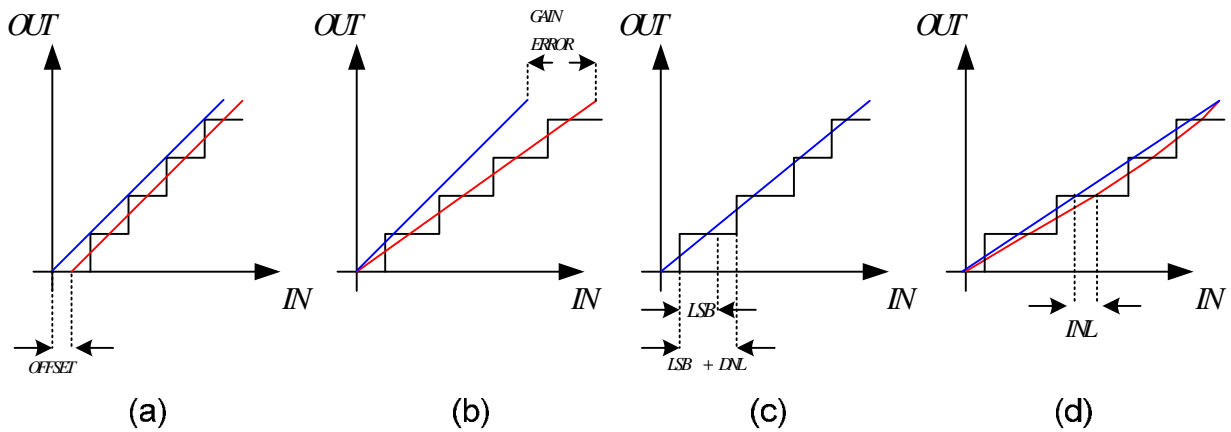 OUT
IN
OFFSET
(a)
OUT
GAIN
ERROR
IN
(b)
OUT
IN
LSB
LSB + DNL
(c)
OUT
IN
INL
(d)